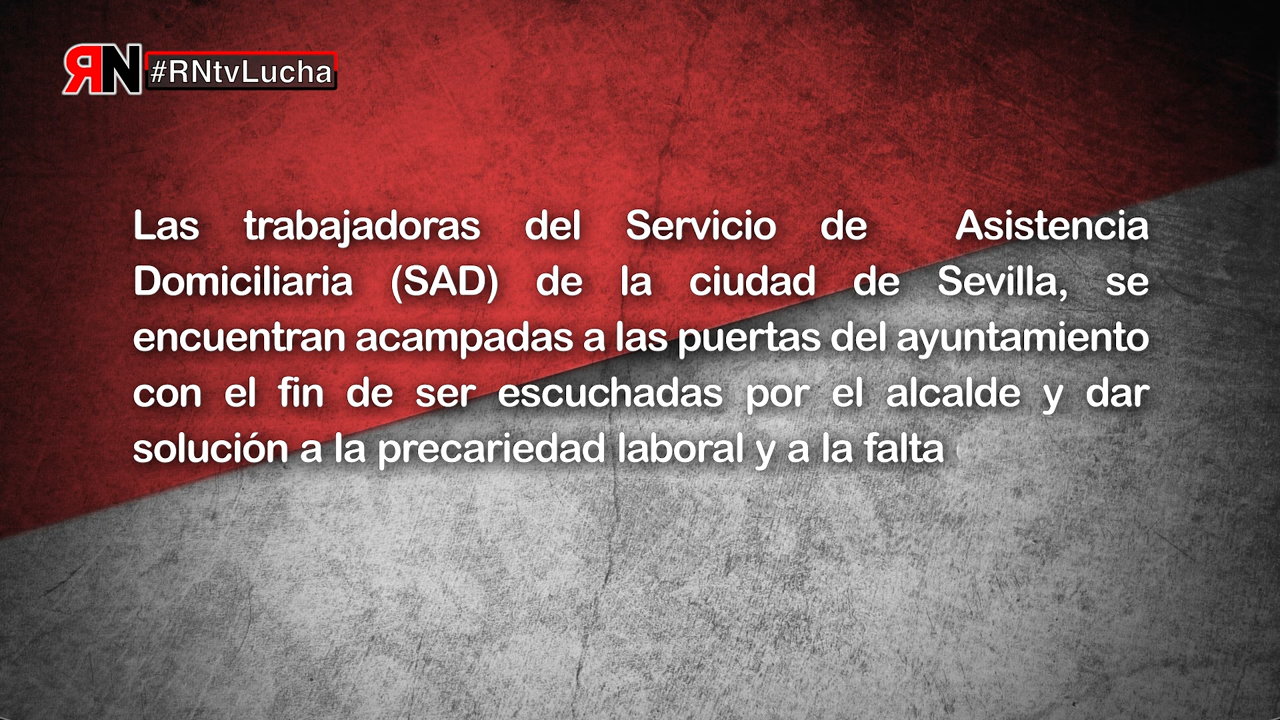 RN #RNtvLucha
Las trabajadoras del Servicio de Asistencia
Domiciliaria (SAD) de la ciudad de Sevilla, se
encuentran acampadas a las puertas del ayuntamiento
con el fin de ser escuchadas por el alcalde y dar
solución a la precariedad laboral y a la falta